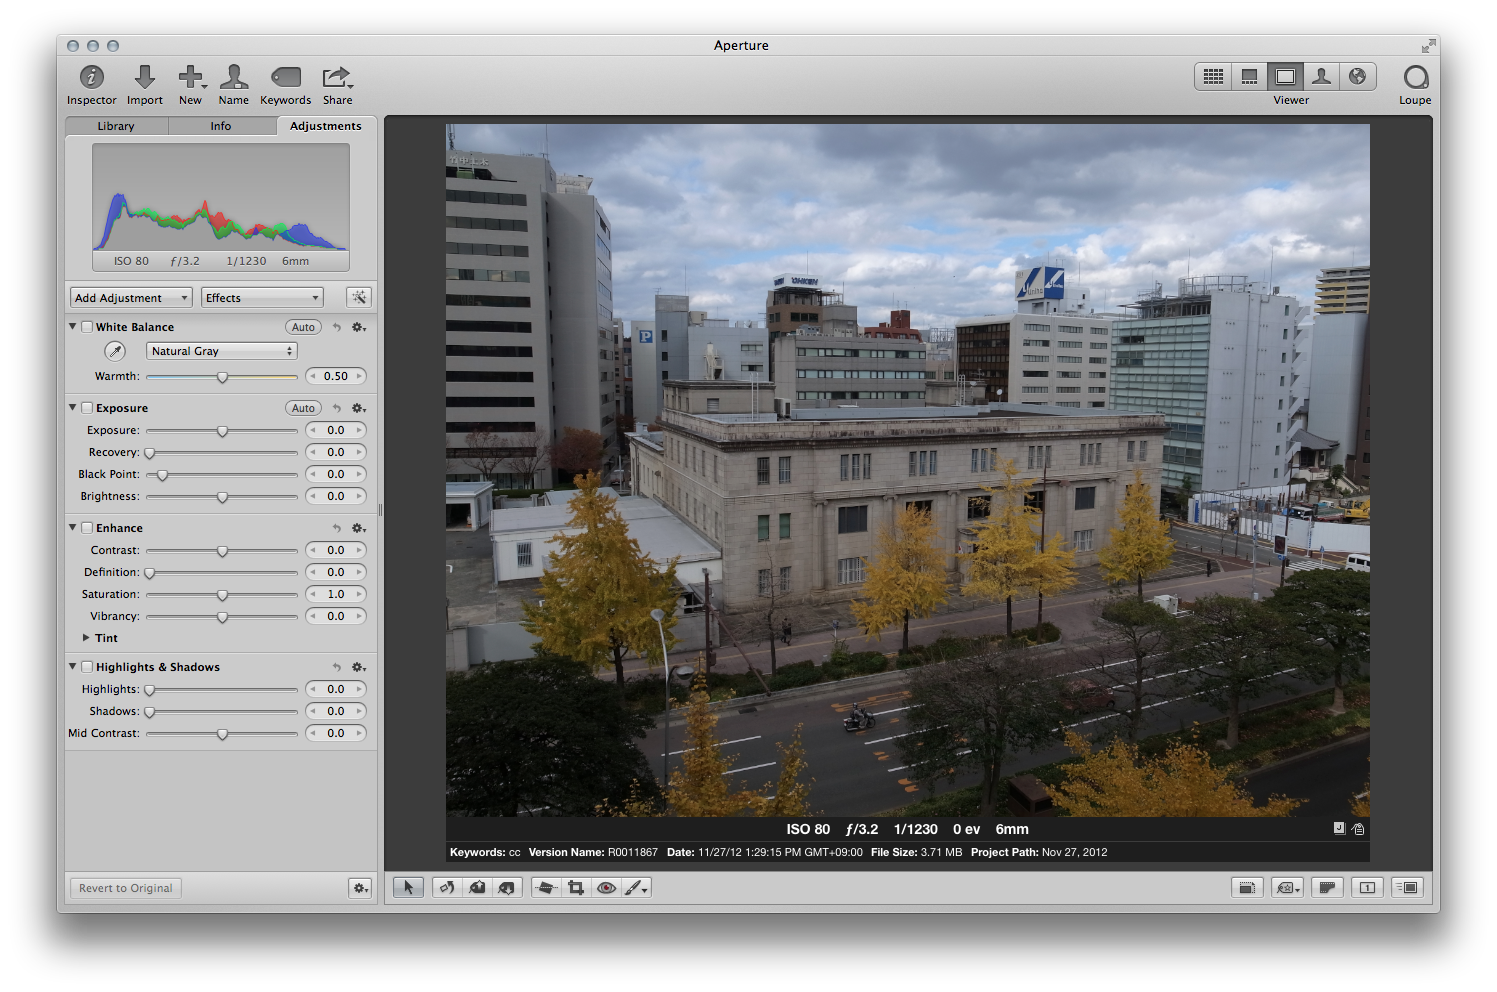 Aperture
Inspector Import New Name Keywords Share
Viewer
Loupe
Library Info Adjustments
ISO 80 ƒ/3.2 1/1230 6mm
Add Adjustment Effects
White Balance Auto
Natural Gray
Warmth: 0.50
Exposure Auto
Exposure: 0.0
Recovery: 0.0
Black Point: 0.0
Brightness: 0.0
Enhance
Contrast: 0.0
Definition: 0.0
Saturation: 1.0
Vibrancy: 0.0
Tint
Highlights & Shadows
Highlights: 0.0
Shadows: 0.0
Mid Contrast: 0.0
Revert to Original
竹中土木
P
ISO 80 ƒ/3.2 1/1230 0 ev 6mm
J
Keywords: cc Version Name: R0011867 Date: 11/27/12 1:29:15 PM GMT+09:00 File Size: 3.71 MB Project Path: Nov 27, 2012
1